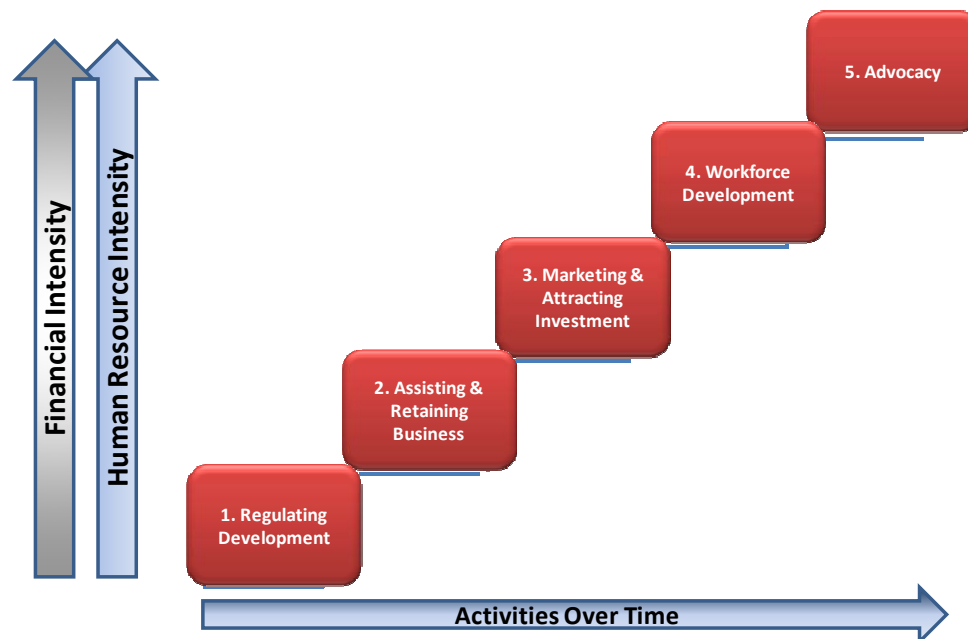 Financial Intensity
Human Resource Intensity
5. Advocacy
4. Workforce
Development
3. Marketing &
Attracting
Investment
2. Assisting &
Retaining
Business
1. Regulating
Development
Activities Over Time